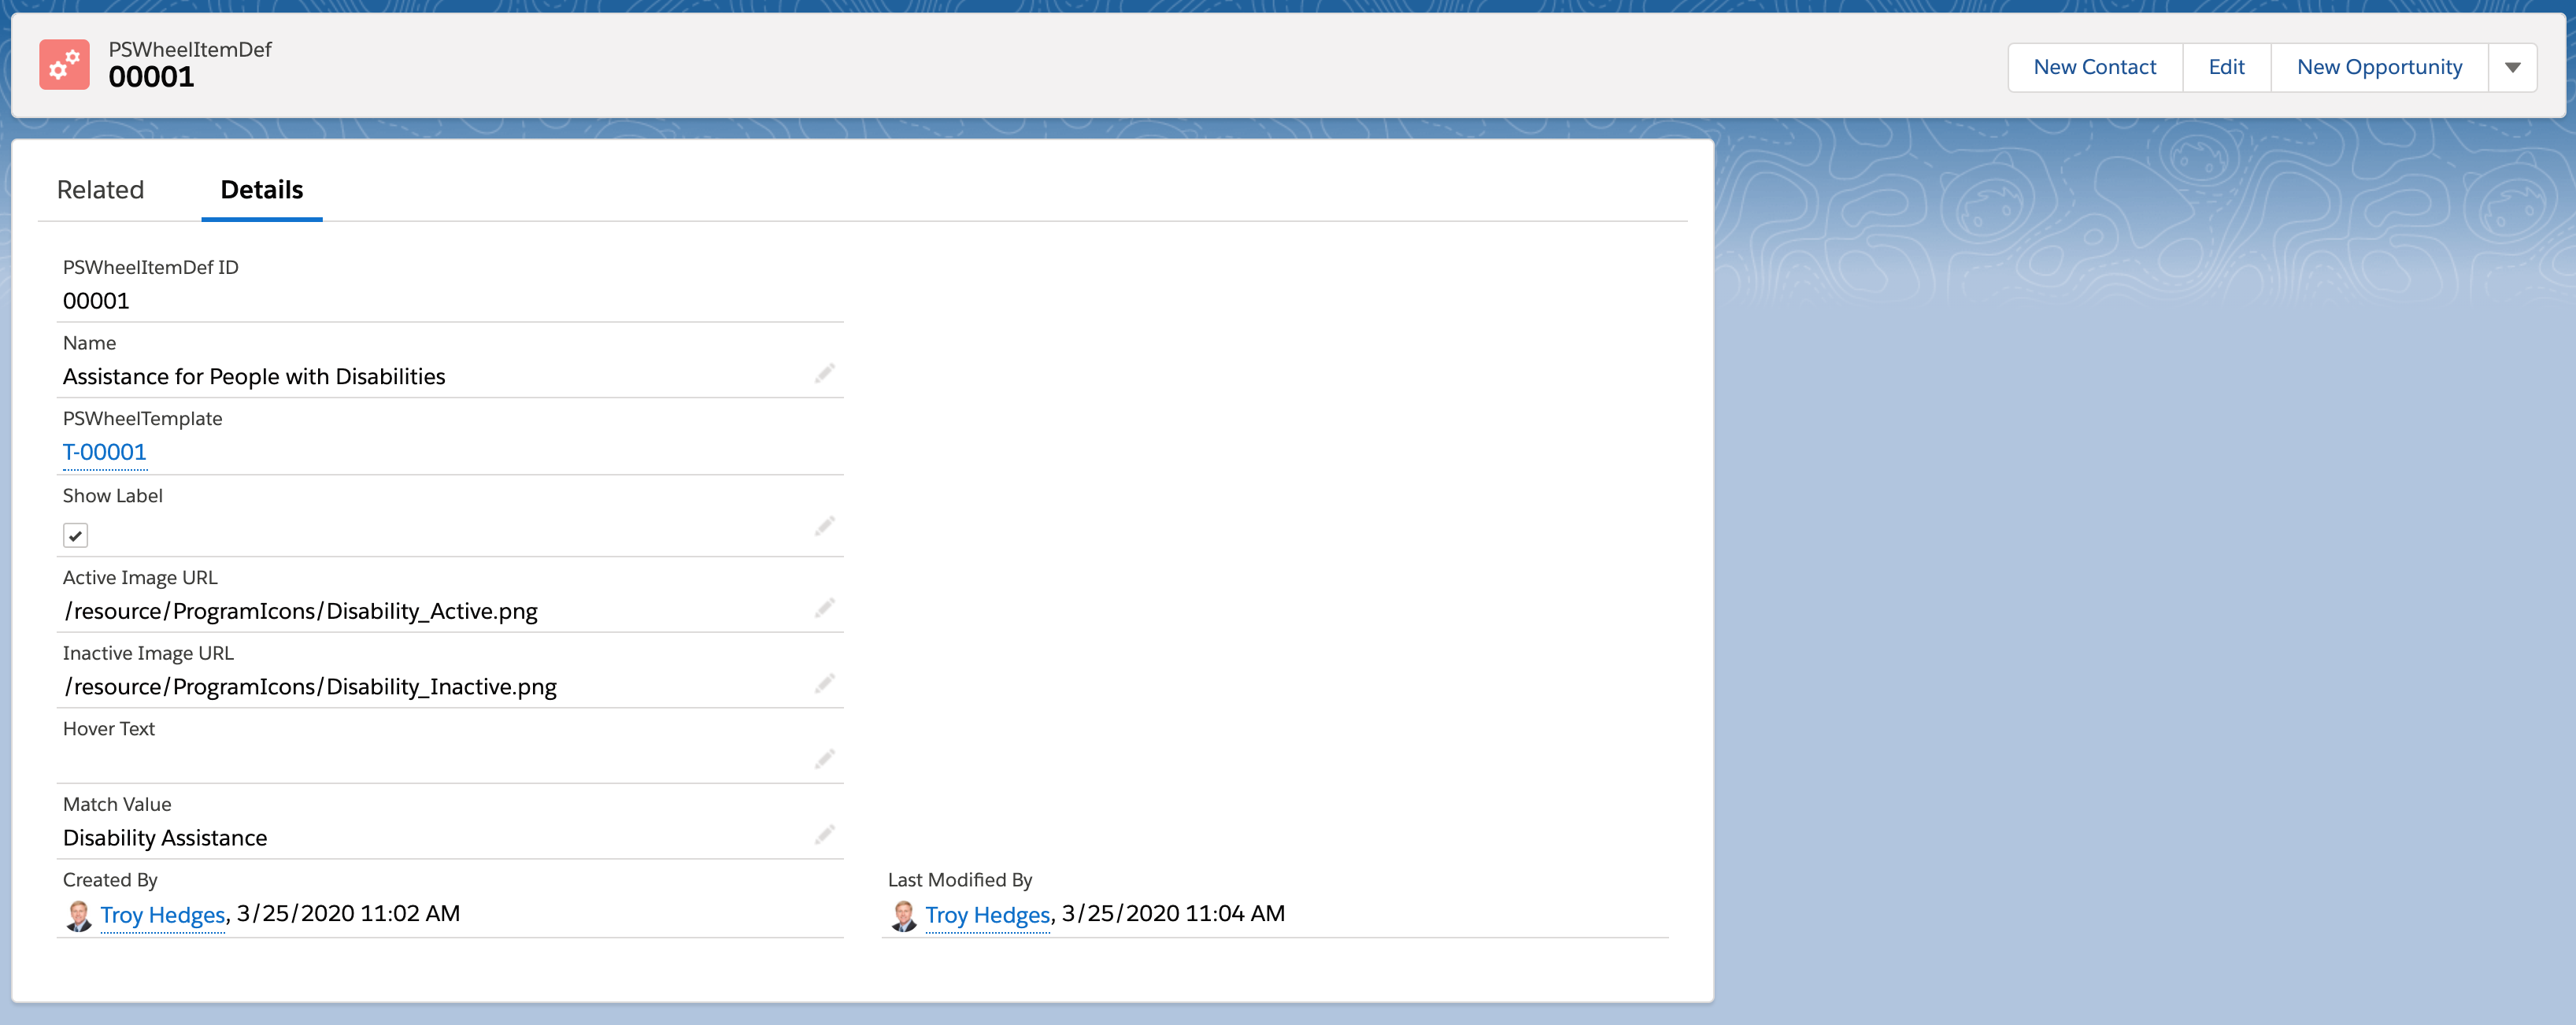 PSWheelItemDef
00001
New Contact
Edit
New Opportunity
Related
Details
PSWheelItemDef ID
00001
Name
Assistance for People with Disabilities
PSWheelTemplate
T-00001
Show Label
Active Image URL
/resource/ProgramIcons/Disability_Active.png
Inactive Image URL
/resource/ProgramIcons/Disability_Inactive.png
Hover Text
Match Value
Disability Assistance
Created By
Troy Hedges, 3/25/2020 11:02 AM
Last Modified By
Troy Hedges, 3/25/2020 11:04 AM